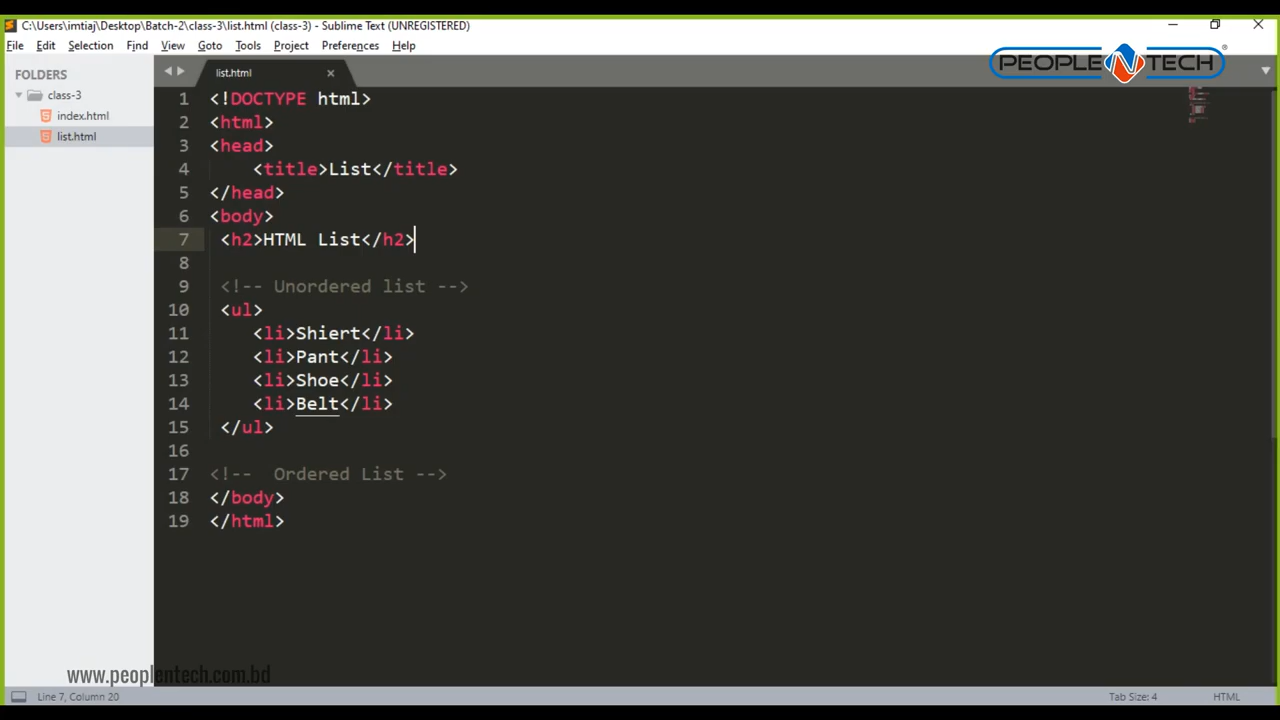 C:\Users\imtiaj\Desktop\Batch-2\class-3\list.html (class-3) - Sublime Text (UNREGISTERED)
File Edit Selection Find View Goto Tools Project Preferences Help
PEOPLE N TECH ®
FOLDERS
class-3
index.html
list.html
list.html ×
1 <!DOCTYPE html>
2 <html>
3 <head>
4     <title>List</title>
5 </head>
6 <body>
7  <h2>HTML List</h2>
8
9  <!-- Unordered list -->
10  <ul>
11     <li>Shiert</li>
12     <li>Pant</li>
13     <li>Shoe</li>
14     <li>Belt</li>
15  </ul>
16
17 <!--  Ordered List -->
18 </body>
19 </html>
www.peoplentech.com.bd
Line 7, Column 20
Tab Size: 4
HTML